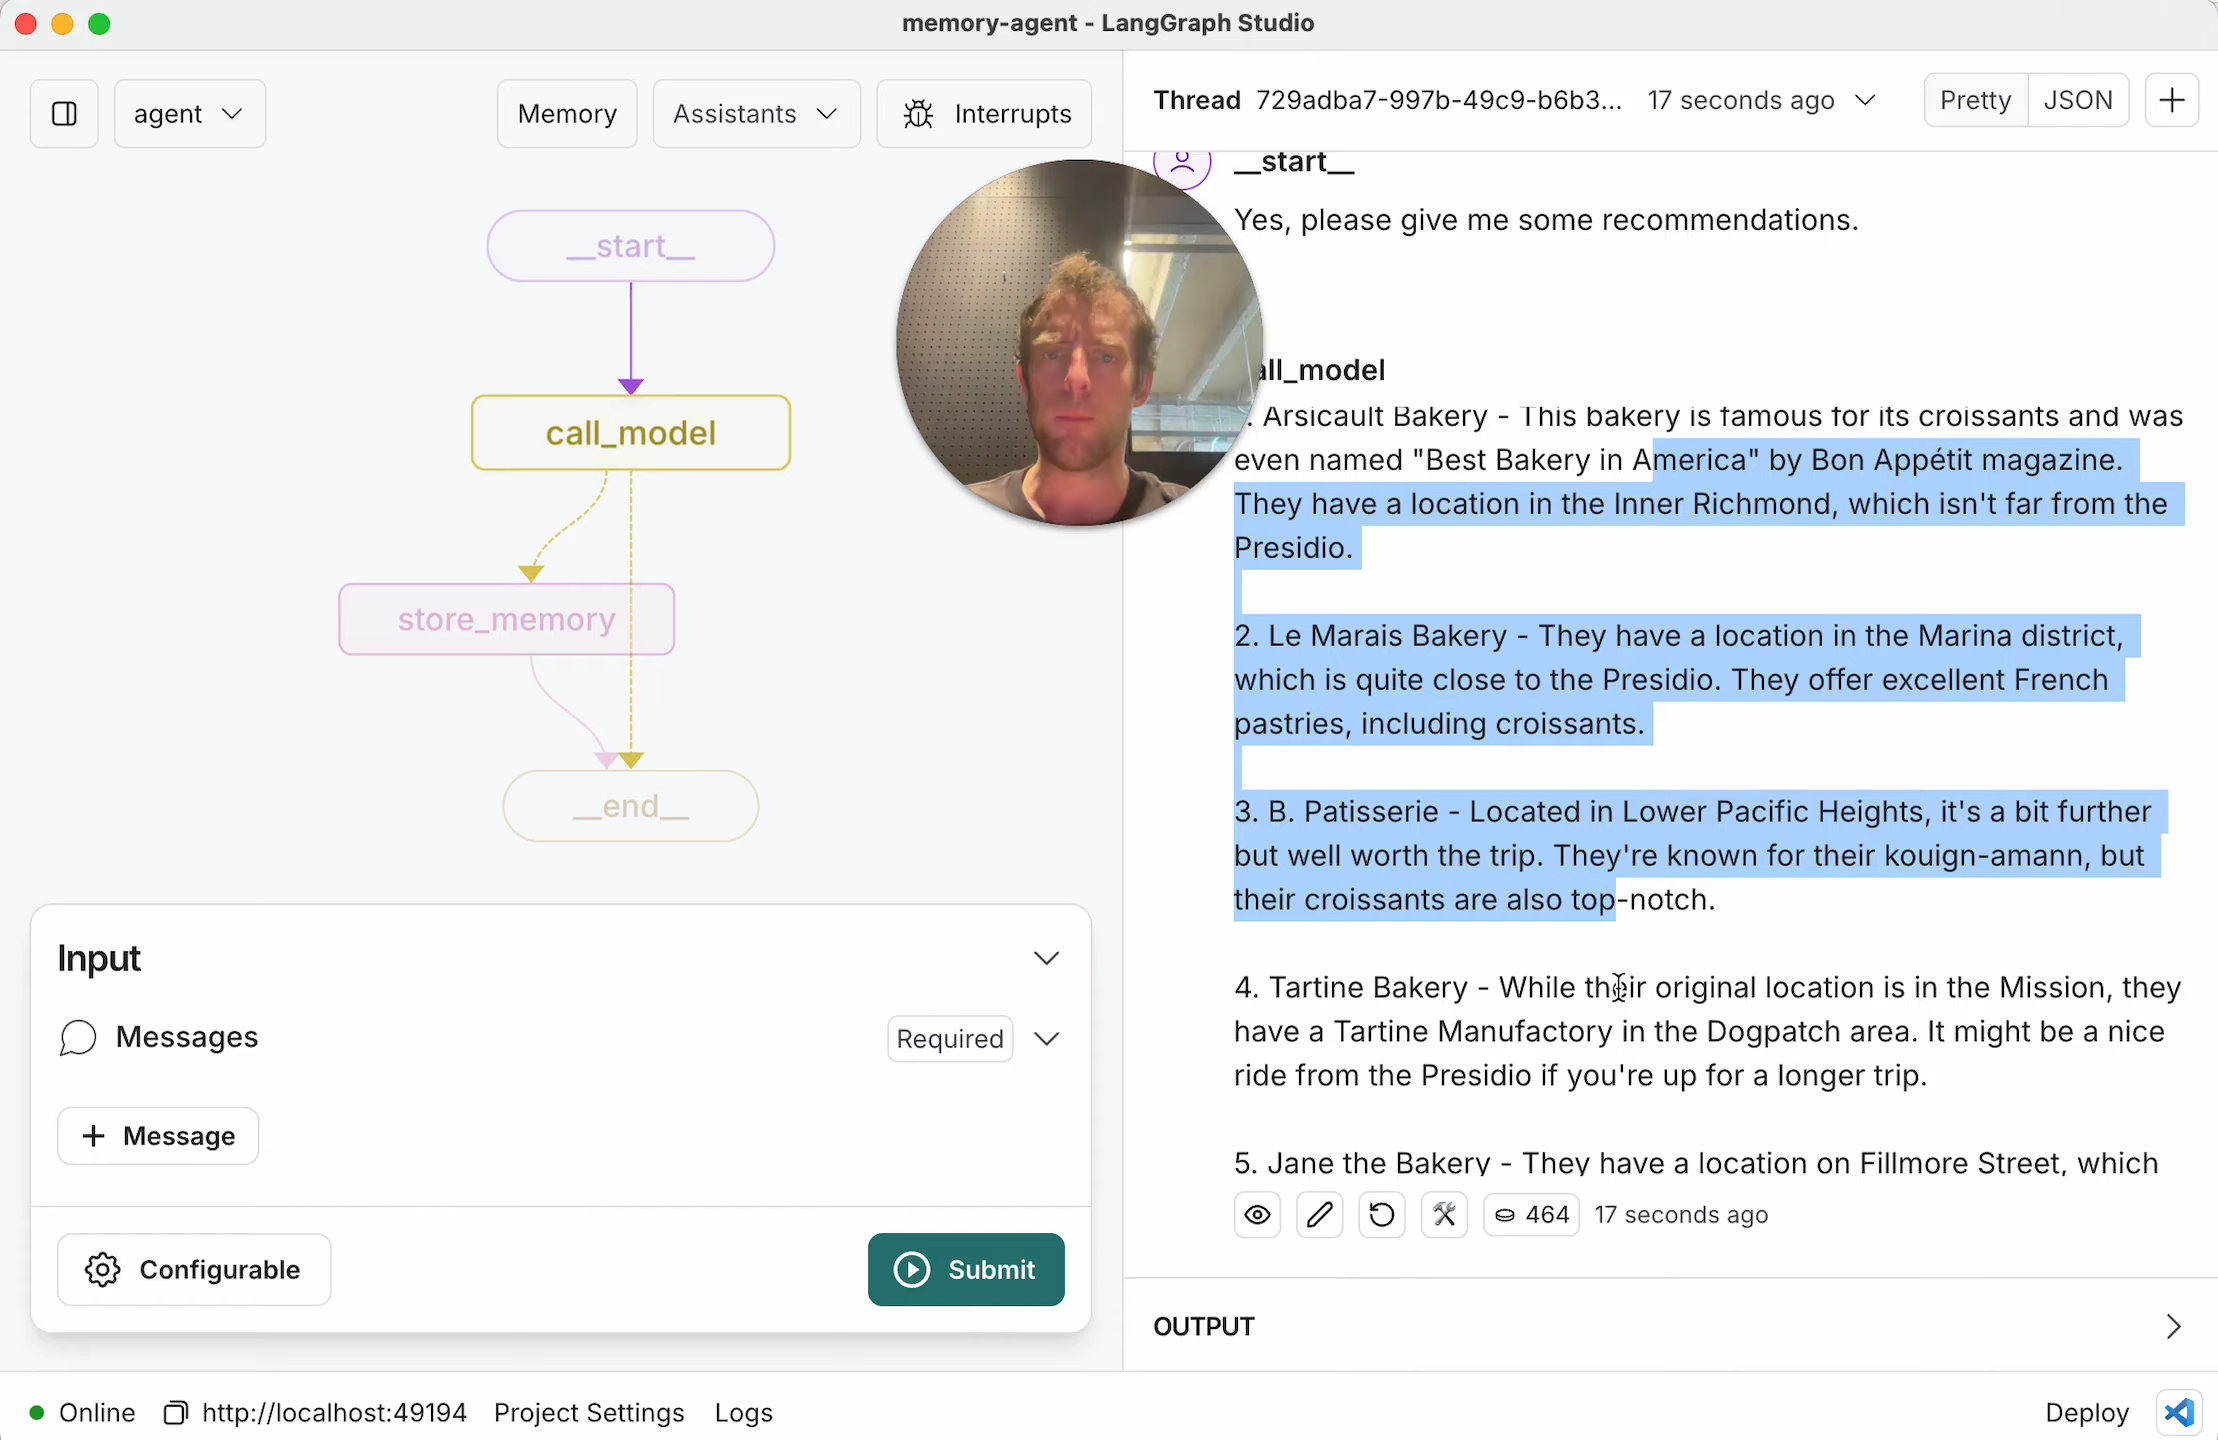 memory-agent - LangGraph Studio
agent
Memory
Assistants
Interrupts
Thread 729adba7-997b-49c9-b6b3... 17 seconds ago
Pretty
JSON
__start__
call_model
store_memory
__end__
Input
Messages
Required
+ Message
Configurable
Submit
__start__
Yes, please give me some recommendations.
all_model
. Arsicault Bakery - This bakery is famous for its croissants and was
even named "Best Bakery in America" by Bon Appétit magazine.
They have a location in the Inner Richmond, which isn't far from the
Presidio.
2. Le Marais Bakery - They have a location in the Marina district,
which is quite close to the Presidio. They offer excellent French
pastries, including croissants.
3. B. Patisserie - Located in Lower Pacific Heights, it's a bit further
but well worth the trip. They're known for their kouign-amann, but
their croissants are also top-notch.
4. Tartine Bakery - While their original location is in the Mission, they
have a Tartine Manufactory in the Dogpatch area. It might be a nice
ride from the Presidio if you're up for a longer trip.
5. Jane the Bakery - They have a location on Fillmore Street, which
464 17 seconds ago
OUTPUT
Online
http://localhost:49194
Project Settings
Logs
Deploy